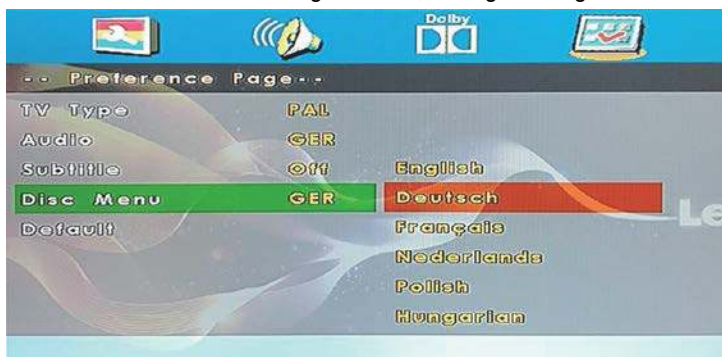 Dolby
-- Preference Page--
TV Type PAL
Audio GER
Subtitle Off English
Disc Menu GER Deutsch
Default Français
Nederlands
Polish
Hungarian
Le